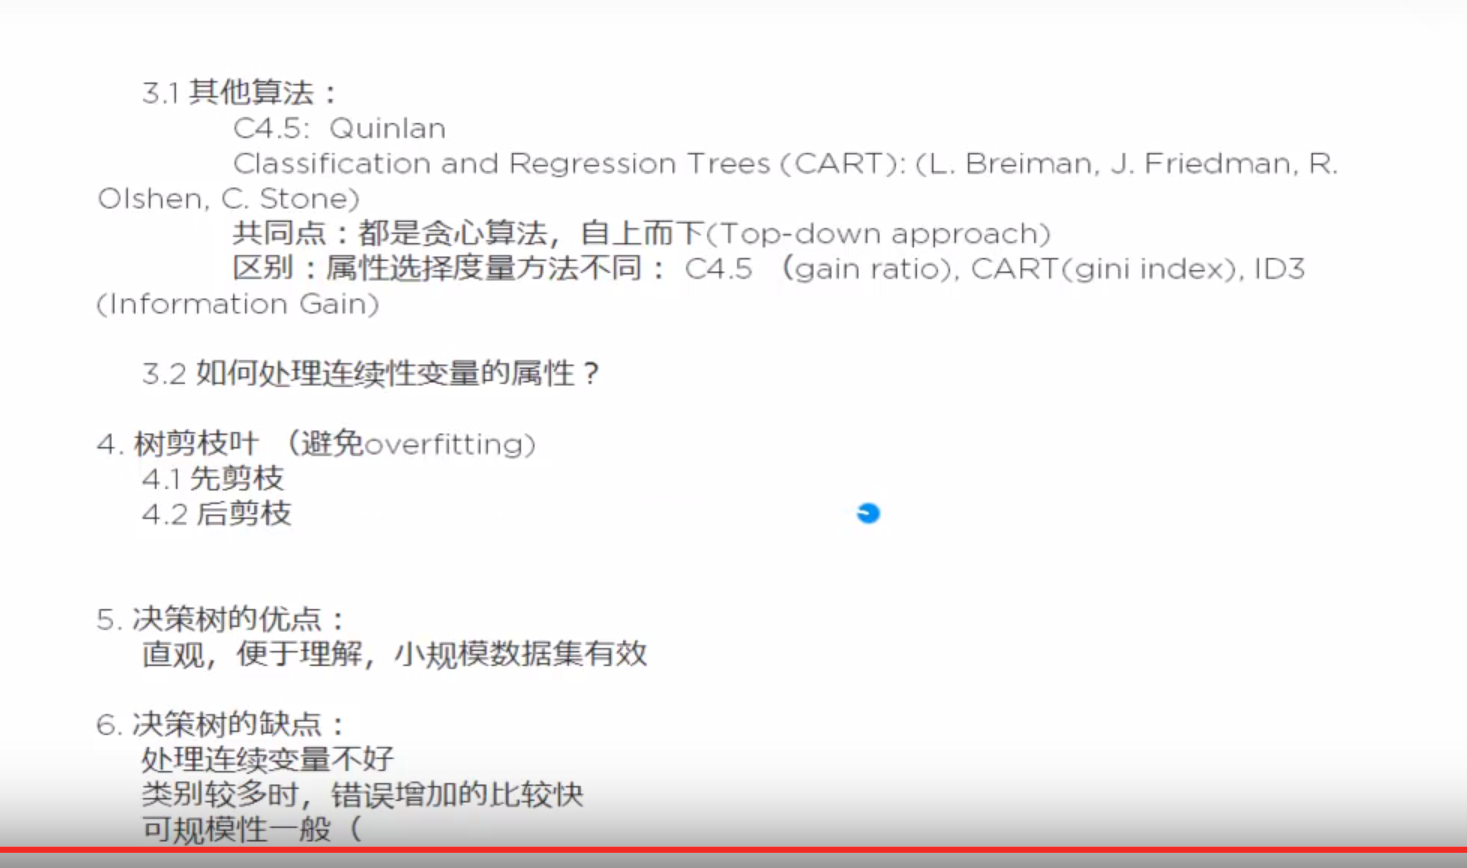 3.1 其他算法：
C4.5:  Quinlan
Classification and Regression Trees (CART): (L. Breiman, J. Friedman, R.
Olshen, C. Stone)
共同点：都是贪心算法，自上而下(Top-down approach)
区别：属性选择度量方法不同： C4.5 （gain ratio), CART(gini index), ID3
(Information Gain)
3.2 如何处理连续性变量的属性？
4. 树剪枝叶 （避免overfitting)
4.1 先剪枝
4.2 后剪枝
5. 决策树的优点：
直观，便于理解，小规模数据集有效
6. 决策树的缺点：
处理连续变量不好
类别较多时，错误增加的比较快
可规模性一般（